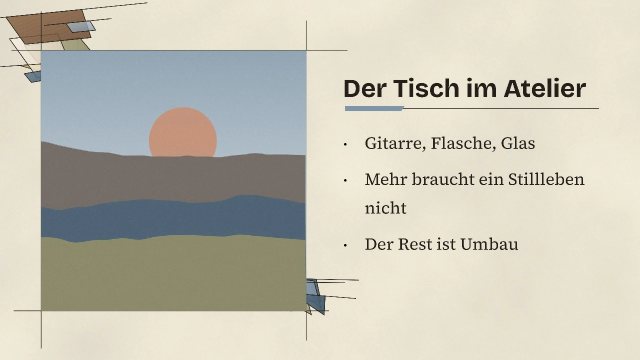 Der Tisch im Atelier
· Gitarre, Flasche, Glas
· Mehr braucht ein Stillleben
nicht
· Der Rest ist Umbau